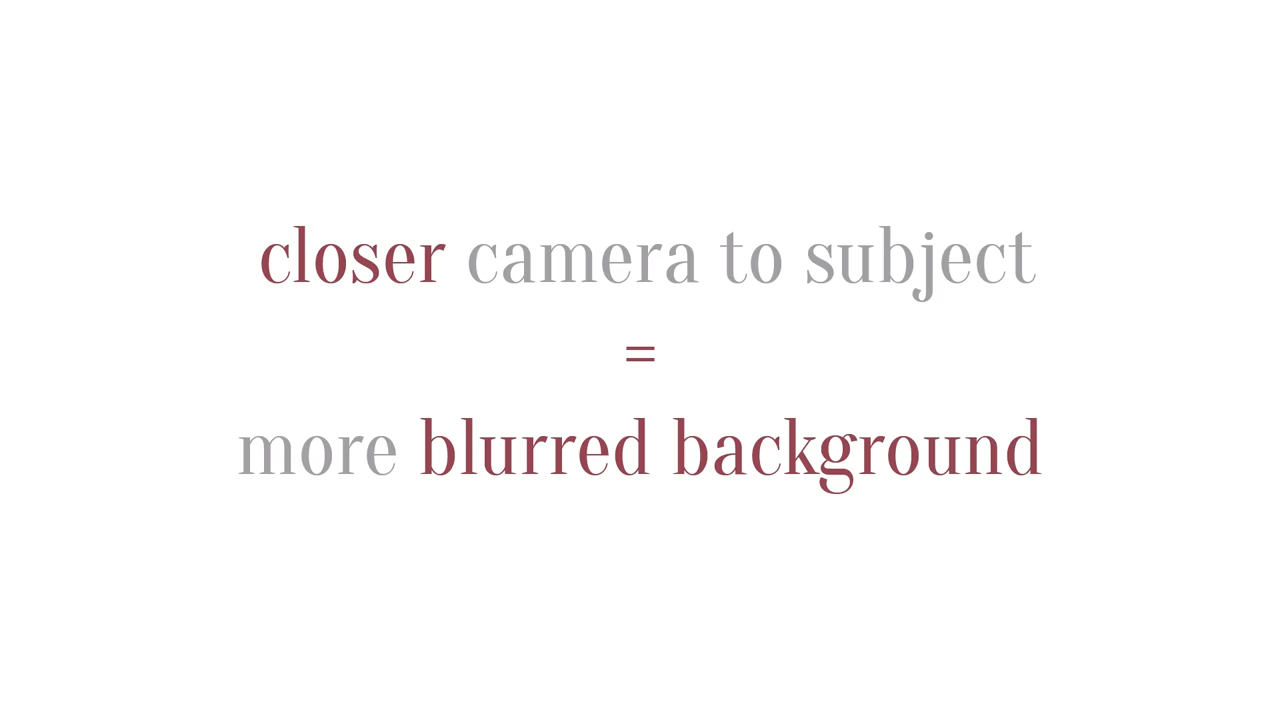 closer camera to subject
=
more blurred background